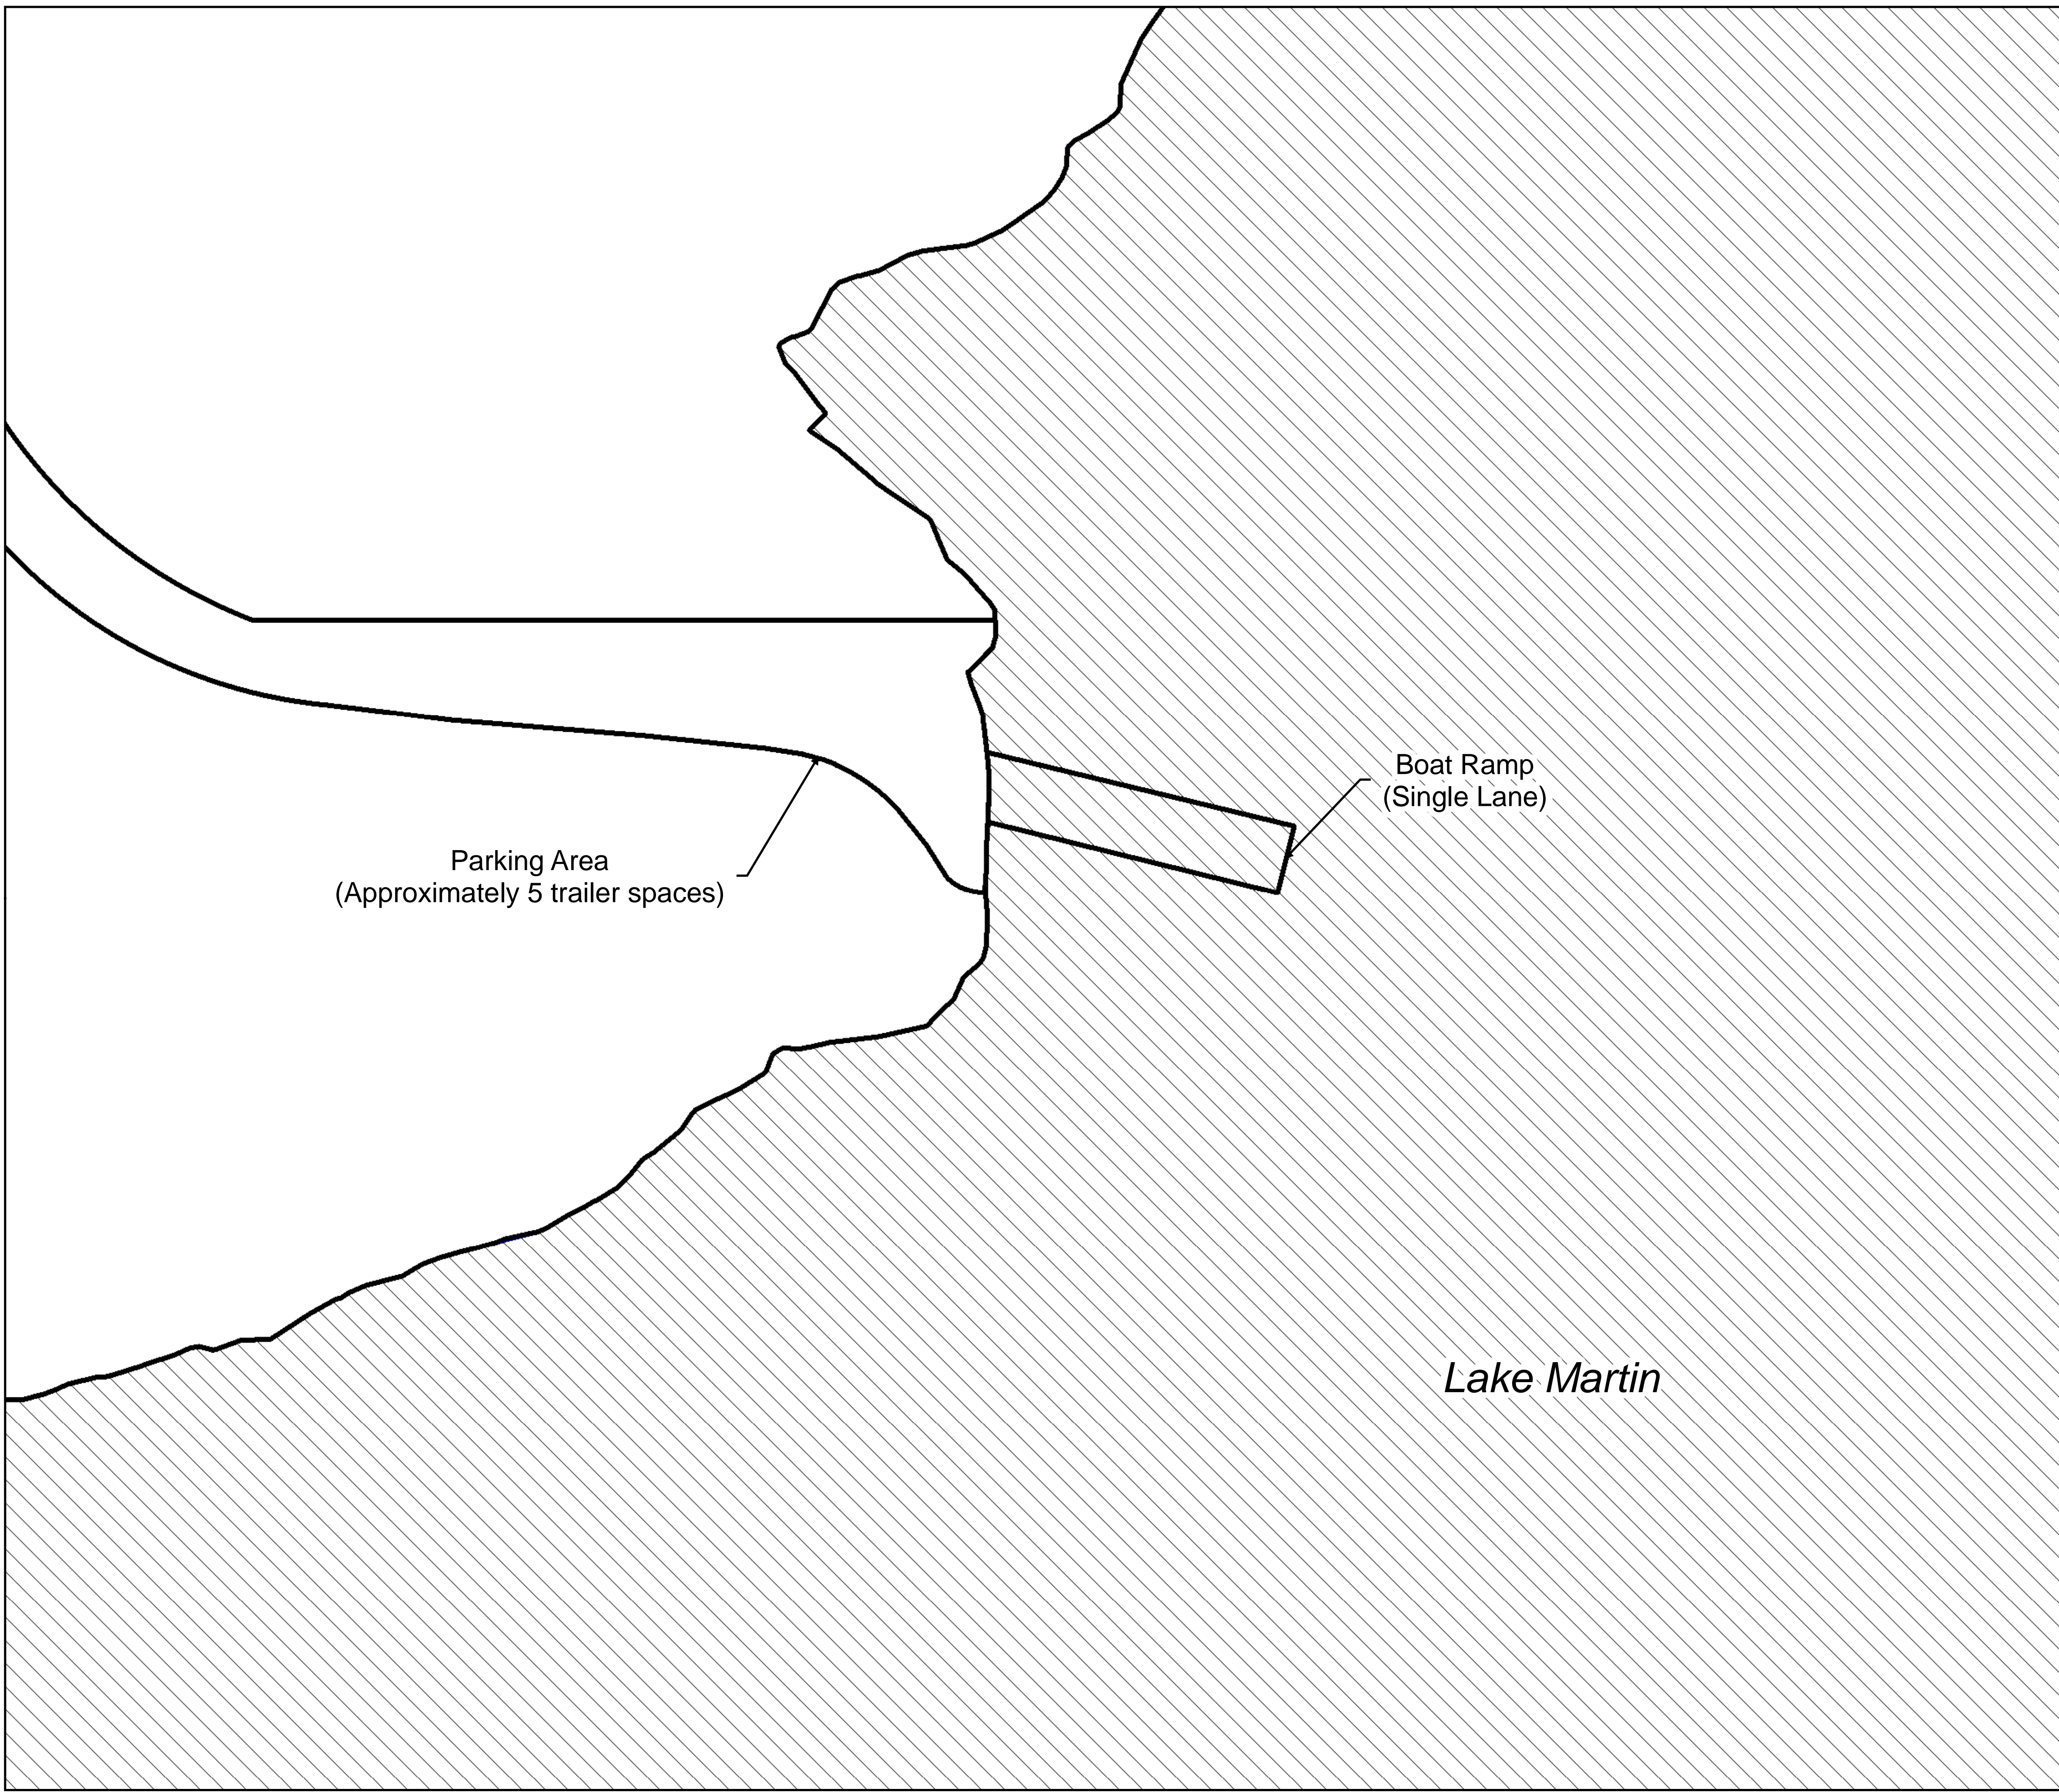 Boat Ramp
(Single Lane)
Parking Area
(Approximately 5 trailer spaces)
Lake Martin